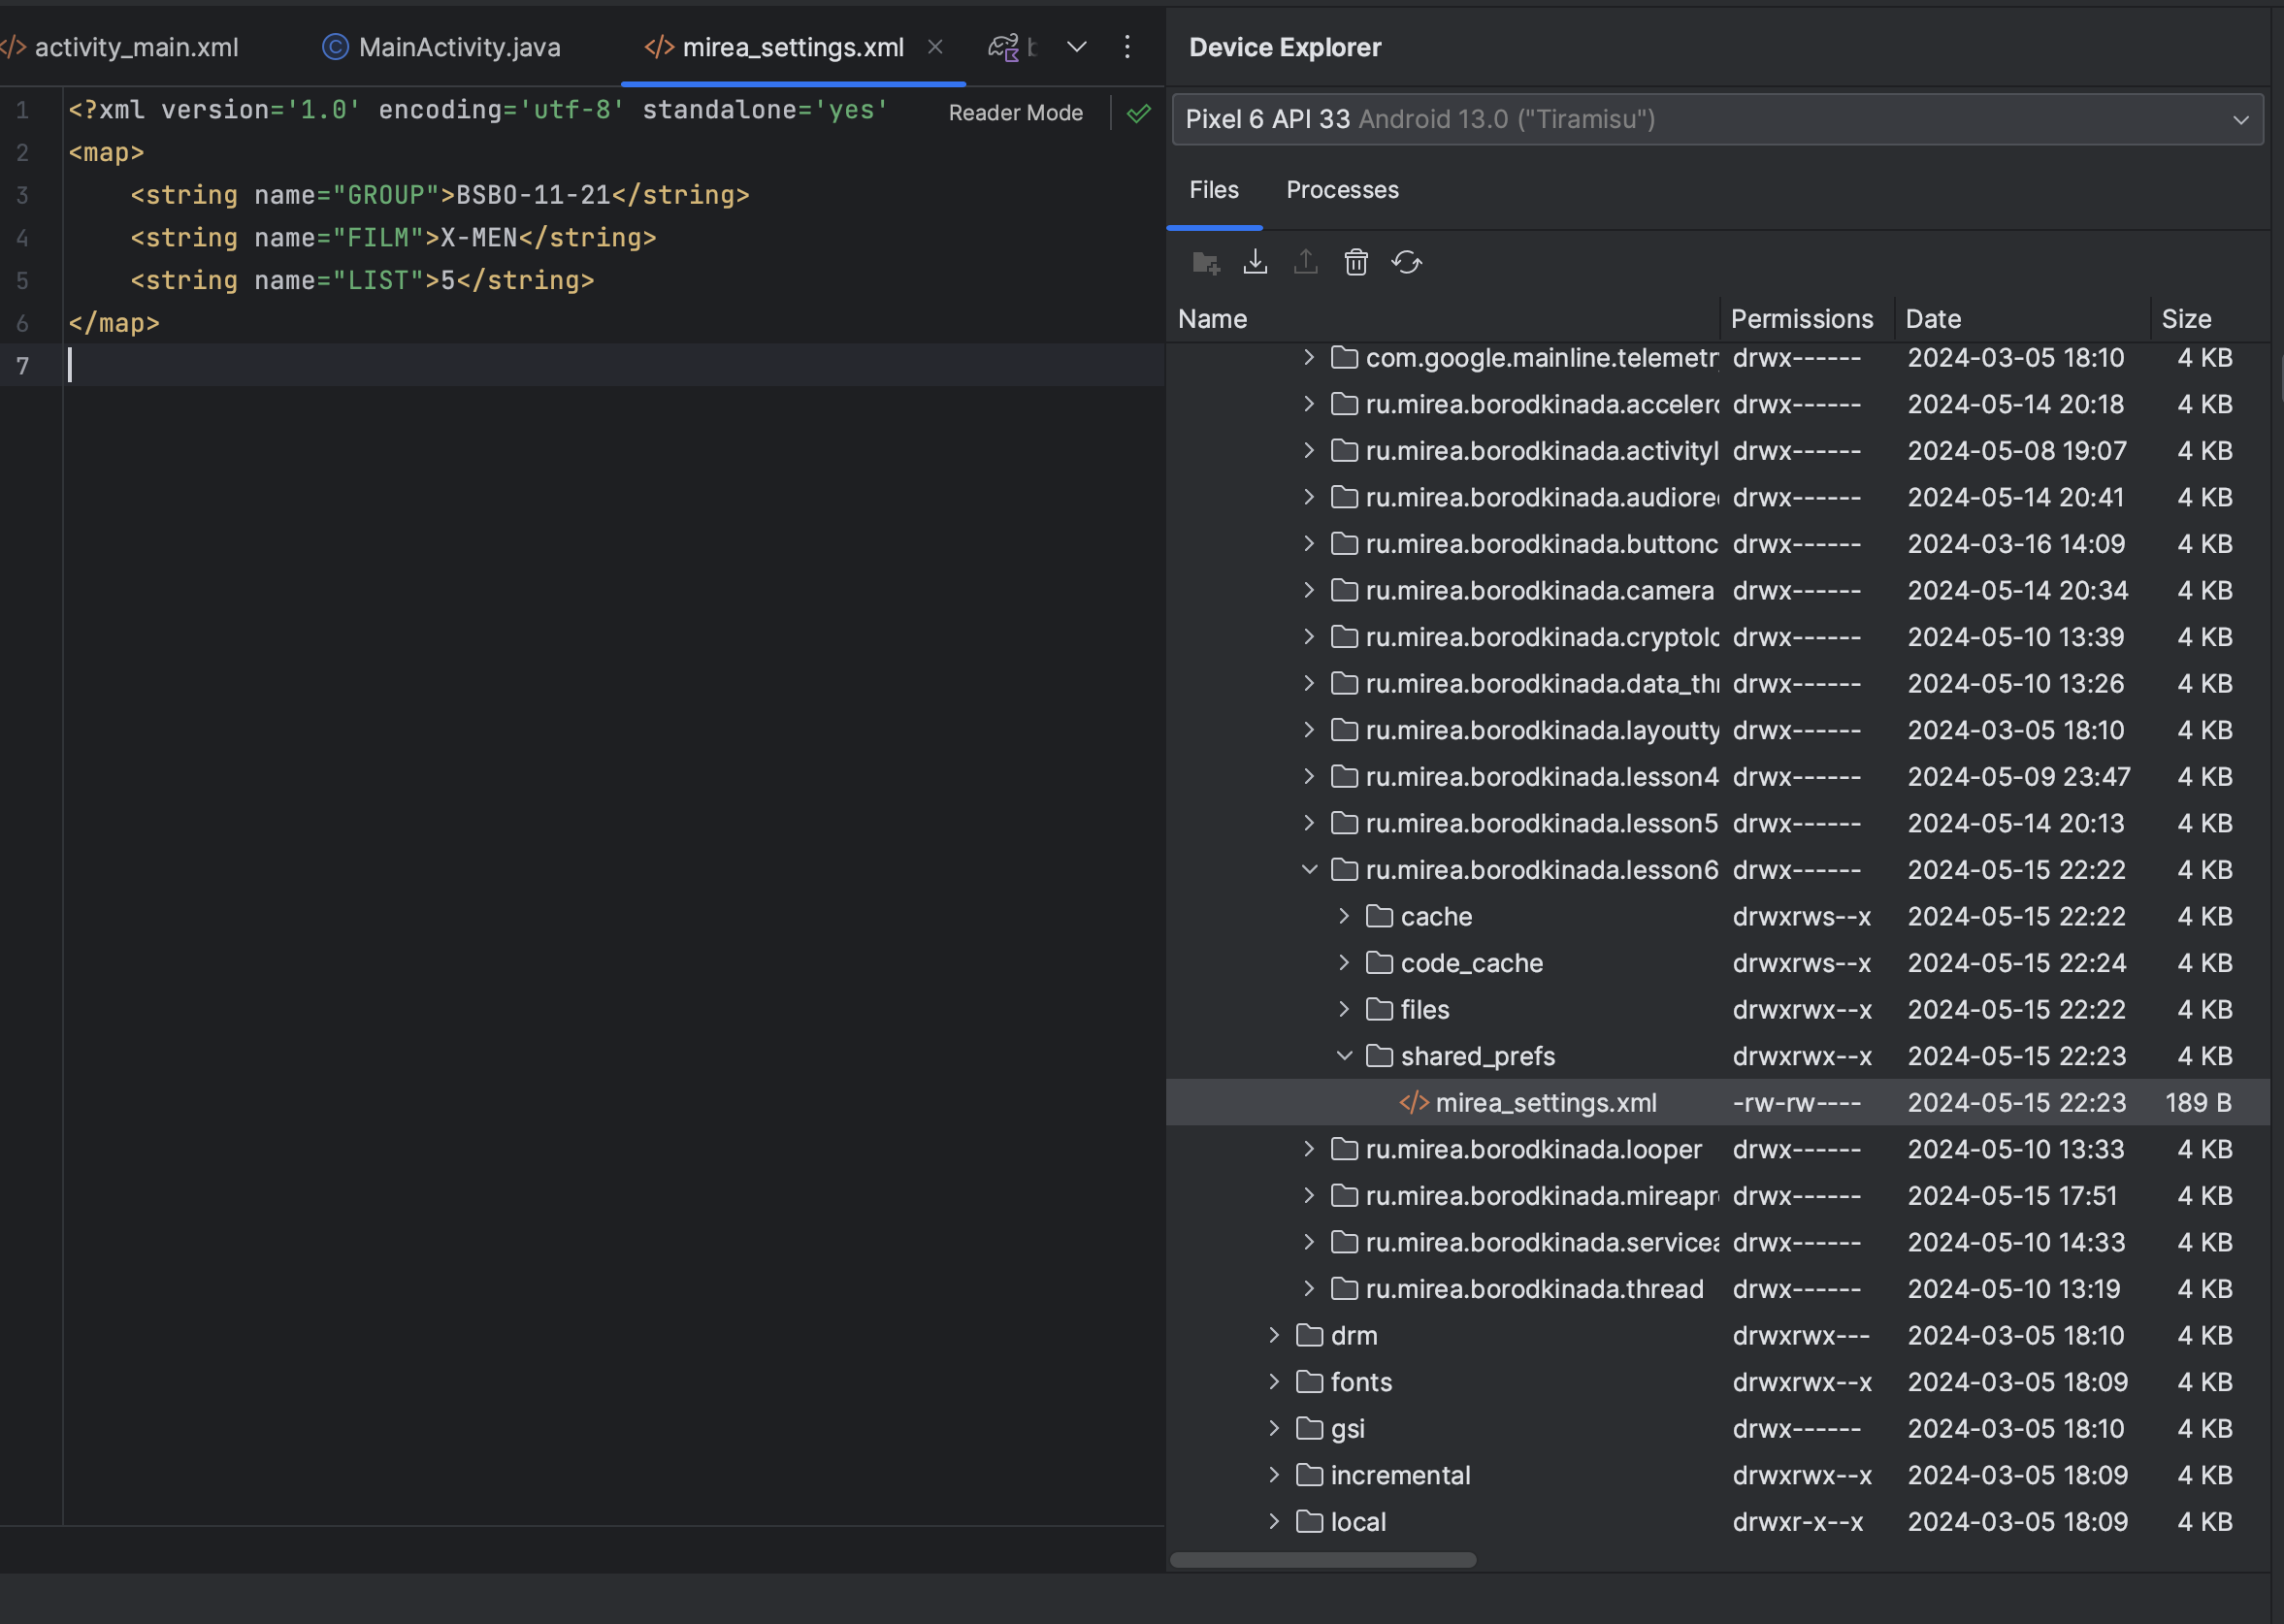 activity_main.xml MainActivity.java mirea_settings.xml
Reader Mode
1 <?xml version='1.0' encoding='utf-8' standalone='yes'
2 <map>
3 <string name="GROUP">BSBO-11-21</string>
4 <string name="FILM">X-MEN</string>
5 <string name="LIST">5</string>
6 </map>
7
Device Explorer
Pixel 6 API 33 Android 13.0 ("Tiramisu")
Files Processes
Name Permissions Date Size
com.google.mainline.telemetr drwx------ 2024-03-05 18:10 4 KB
ru.mirea.borodkinada.accelero drwx------ 2024-05-14 20:18 4 KB
ru.mirea.borodkinada.activityl drwx------ 2024-05-08 19:07 4 KB
ru.mirea.borodkinada.audiorec drwx------ 2024-05-14 20:41 4 KB
ru.mirea.borodkinada.buttonc drwx------ 2024-03-16 14:09 4 KB
ru.mirea.borodkinada.camera drwx------ 2024-05-14 20:34 4 KB
ru.mirea.borodkinada.cryptolo drwx------ 2024-05-10 13:39 4 KB
ru.mirea.borodkinada.data_thr drwx------ 2024-05-10 13:26 4 KB
ru.mirea.borodkinada.layoutty drwx------ 2024-03-05 18:10 4 KB
ru.mirea.borodkinada.lesson4 drwx------ 2024-05-09 23:47 4 KB
ru.mirea.borodkinada.lesson5 drwx------ 2024-05-14 20:13 4 KB
ru.mirea.borodkinada.lesson6 drwx------ 2024-05-15 22:22 4 KB
cache drwxrws--x 2024-05-15 22:22 4 KB
code_cache drwxrws--x 2024-05-15 22:24 4 KB
files drwxrwx--x 2024-05-15 22:22 4 KB
shared_prefs drwxrwx--x 2024-05-15 22:23 4 KB
mirea_settings.xml -rw-rw---- 2024-05-15 22:23 189 B
ru.mirea.borodkinada.looper drwx------ 2024-05-10 13:33 4 KB
ru.mirea.borodkinada.mireapr drwx------ 2024-05-15 17:51 4 KB
ru.mirea.borodkinada.servicea drwx------ 2024-05-10 14:33 4 KB
ru.mirea.borodkinada.thread drwx------ 2024-05-10 13:19 4 KB
drm drwxrwx--- 2024-03-05 18:10 4 KB
fonts drwxrwx--x 2024-03-05 18:09 4 KB
gsi drwx------ 2024-03-05 18:10 4 KB
incremental drwxrwx--x 2024-03-05 18:09 4 KB
local drwxr-x--x 2024-03-05 18:09 4 KB